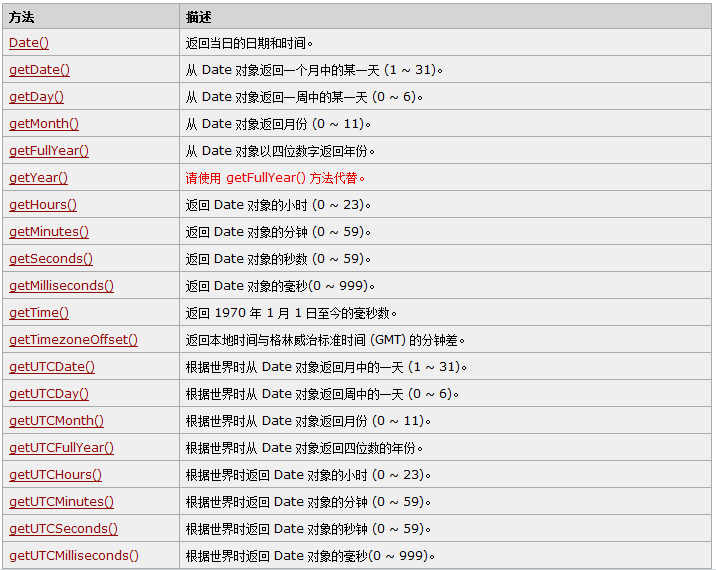 方法 描述
Date() 返回当日的日期和时间。
getDate() 从 Date 对象返回一个月中的某一天 (1 ~ 31)。
getDay() 从 Date 对象返回一周中的某一天 (0 ~ 6)。
getMonth() 从 Date 对象返回月份 (0 ~ 11)。
getFullYear() 从 Date 对象以四位数字返回年份。
getYear() 请使用 getFullYear() 方法代替。
getHours() 返回 Date 对象的小时 (0 ~ 23)。
getMinutes() 返回 Date 对象的分钟 (0 ~ 59)。
getSeconds() 返回 Date 对象的秒数 (0 ~ 59)。
getMilliseconds() 返回 Date 对象的毫秒(0 ~ 999)。
getTime() 返回 1970 年 1 月 1 日至今的毫秒数。
getTimezoneOffset() 返回本地时间与格林威治标准时间 (GMT) 的分钟差。
getUTCDate() 根据世界时从 Date 对象返回月中的一天 (1 ~ 31)。
getUTCDay() 根据世界时从 Date 对象返回周中的一天 (0 ~ 6)。
getUTCMonth() 根据世界时从 Date 对象返回月份 (0 ~ 11)。
getUTCFullYear() 根据世界时从 Date 对象返回四位数的年份。
getUTCHours() 根据世界时返回 Date 对象的小时 (0 ~ 23)。
getUTCMinutes() 根据世界时返回 Date 对象的分钟 (0 ~ 59)。
getUTCSeconds() 根据世界时返回 Date 对象的秒钟 (0 ~ 59)。
getUTCMilliseconds() 根据世界时返回 Date 对象的毫秒(0 ~ 999)。